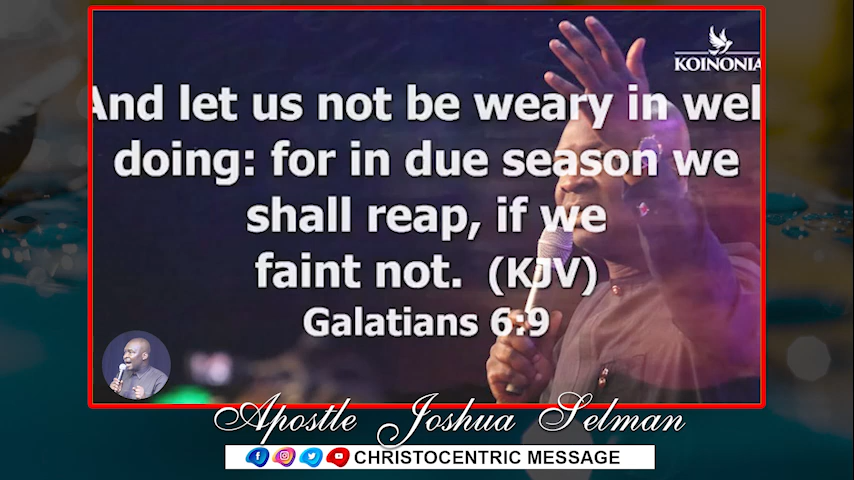 KOINONIA
And let us not be weary in wel
doing: for in due season we
shall reap, if we
faint not. (KJV)
Galatians 6:9
Apostle Joshua Selman
CHRISTOCENTRIC MESSAGE